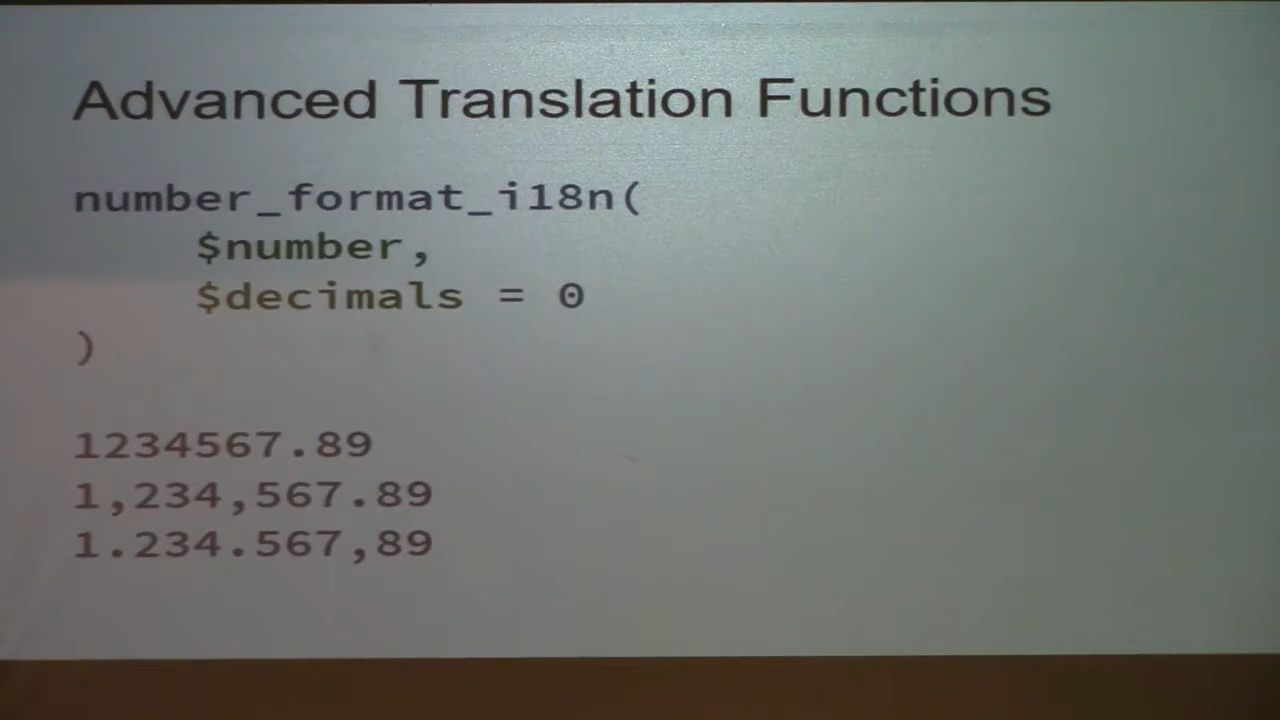 Advanced Translation Functions
number_format_i18n(
    $number,
    $decimals = 0
)
1234567.89
1,234,567.89
1.234.567,89